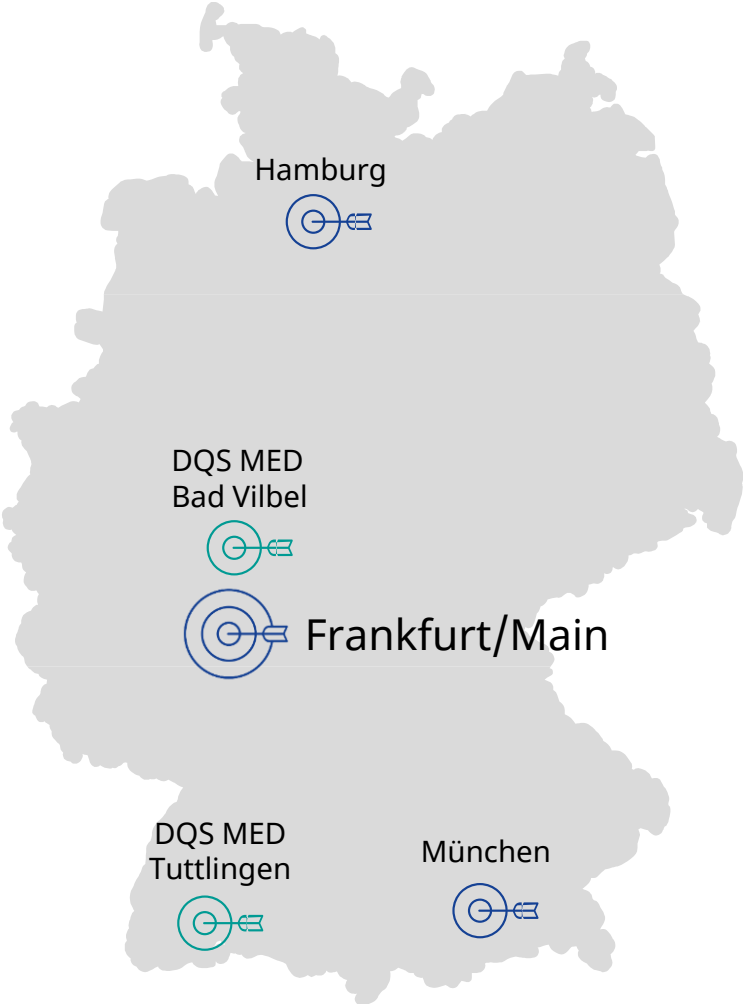 Hamburg
DQS MED
Bad Vilbel
Frankfurt/Main
DQS MED
Tuttlingen
München